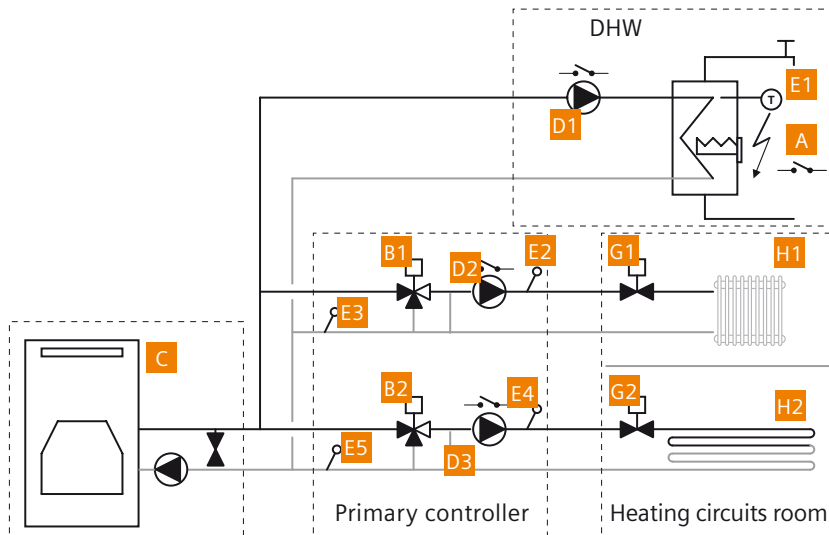 DHW
E1
T
D1
A
B1
D2
E2
G1
H1
E3
C
B2
E4
G2
H2
E5
D3
Primary controller
Heating circuits room